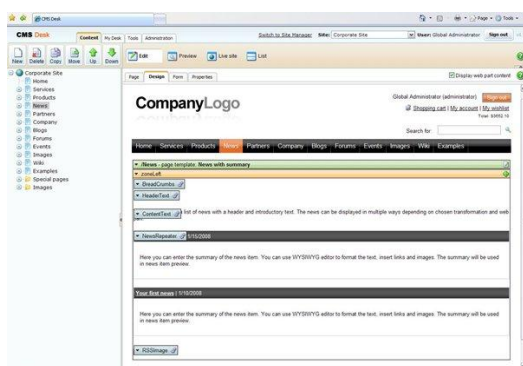 CMS Desk
Page
Tools
CMS Desk
Content
My Desk
Tools
Administration
Switch to Site Manager
Site: Corporate Site
User: Global Administrator
Sign out
New
Delete
Copy
Move
Up
Down
Edit
Preview
Live site
List
Page
Design
Form
Properties
Display web part content
Corporate Site
Home
Services
Products
News
Partners
Company
Blogs
Forums
Events
Images
Wiki
Examples
Special pages
Images
CompanyLogo
Global Administrator (administrator) Sign out
Shopping cart | My account | My wishlist
Search for:
Home Services Products News Partners Company Blogs Forums Events Images Wiki Examples
/News - page template: News with summary
zoneLeft
BreadCrumbs
HeaderText
ContentText list of news with a header and introductory text. The news can be displayed in multiple ways depending on chosen transformation and web
NewsRepeater 1/10/2008
Here you can enter the summary of the news item. You can use WYSIWYG editor to format the text, insert links and images. The summary will be used
in news item preview.
Your first news | 1/10/2008
Here you can enter the summary of the news item. You can use WYSIWYG editor to format the text, insert links and images. The summary will be used
in news item preview.
RSSImage